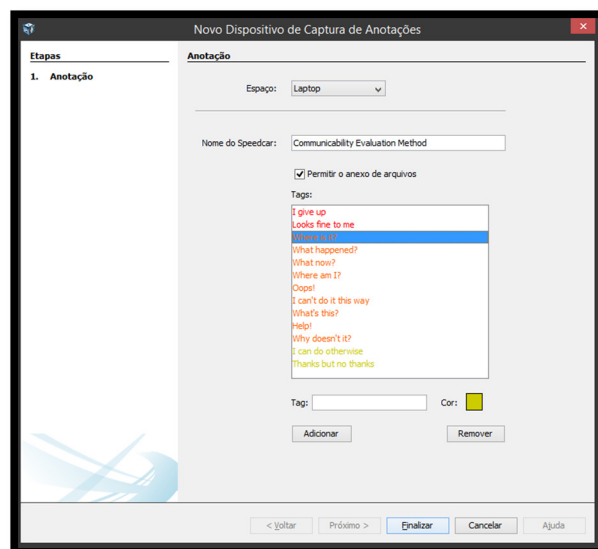 Novo Dispositivo de Captura de Anotações
Etapas
1. Anotação
Anotação
Espaço: Laptop
Nome do Speedcar: Communicability Evaluation Method
Permitir o anexo de arquivos
Tags:
I give up
Looks fine to me
Where is it?
What happened?
What now?
Where am I?
Oops!
I can't do it this way
What's this?
Help!
Why doesn't it?
I can do otherwise
Thanks but no thanks
Tag: Cor:
Adicionar Remover
< Voltar Próximo > Finalizar Cancelar Ajuda